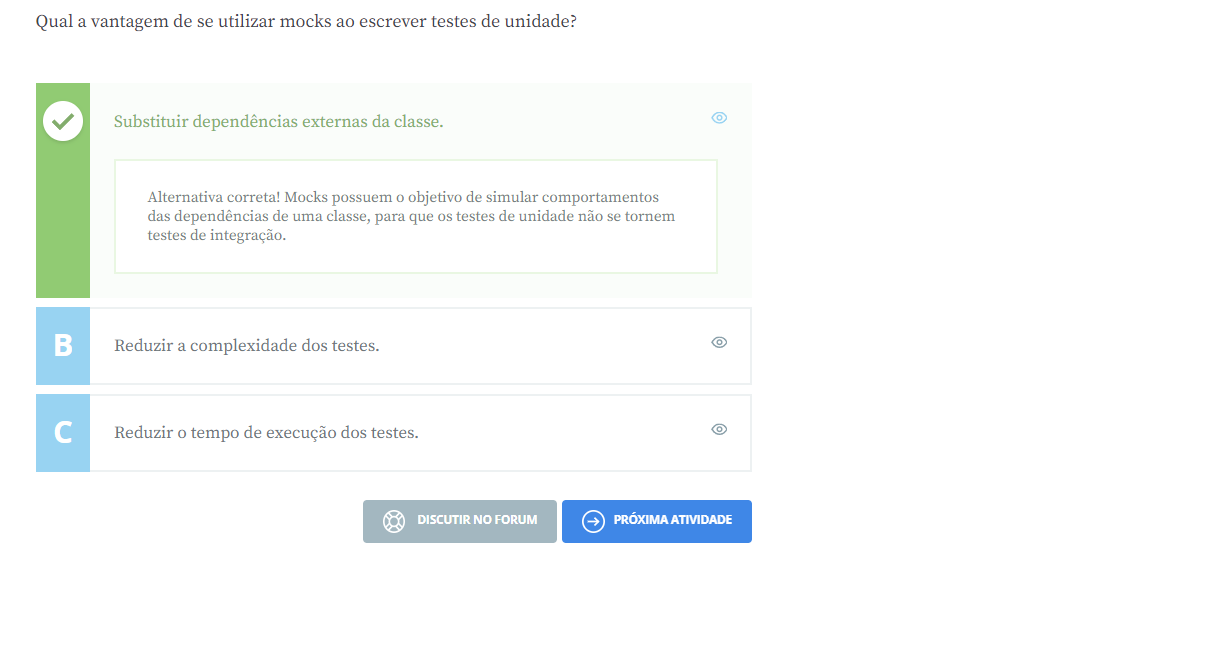 Qual a vantagem de se utilizar mocks ao escrever testes de unidade?
Substituir dependências externas da classe.
Alternativa correta! Mocks possuem o objetivo de simular comportamentos
das dependências de uma classe, para que os testes de unidade não se tornem
testes de integração.
B
Reduzir a complexidade dos testes.
C
Reduzir o tempo de execução dos testes.
DISCUTIR NO FORUM
PRÓXIMA ATIVIDADE